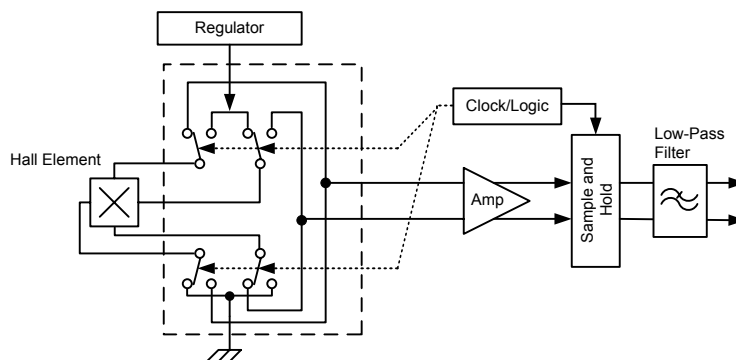 Regulator
Clock/Logic
Low-Pass
Filter
Hall Element
Amp
Sample and
Hold